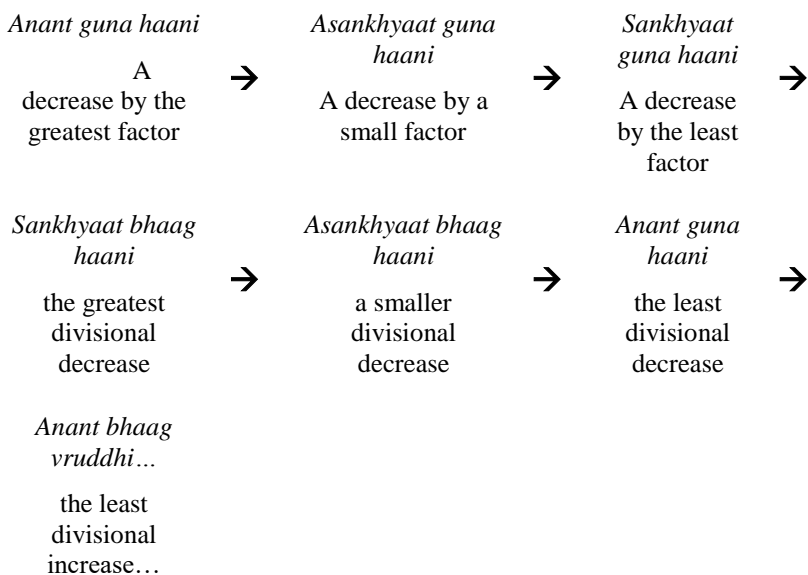 Anant guna haani
A
decrease by the
greatest factor
→
Asankhyaat guna
haani
A decrease by a
small factor
→
Sankhyaat
guna haani
A decrease
by the least
factor
→
Sankhyaat bhaag
haani
the greatest
divisional
decrease
→
Asankhyaat bhaag
haani
a smaller
divisional
decrease
→
Anant guna
haani
the least
divisional
decrease
→
Anant bhaag
vruddhi…
the least
divisional
increase…